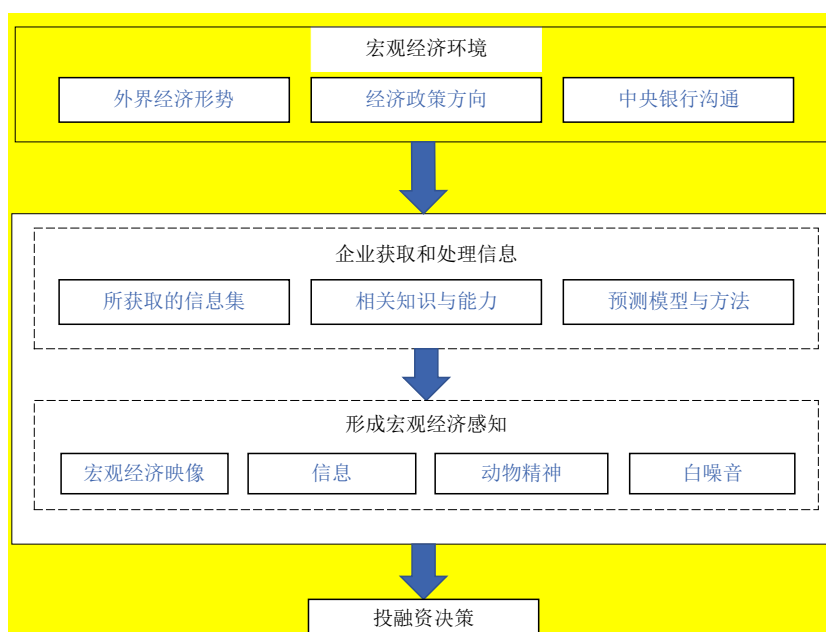 宏观经济环境
外界经济形势 经济政策方向 中央银行沟通
企业获取和处理信息
所获取的信息集 相关知识与能力 预测模型与方法
形成宏观经济感知
宏观经济映像 信息 动物精神 白噪音
投融资决策